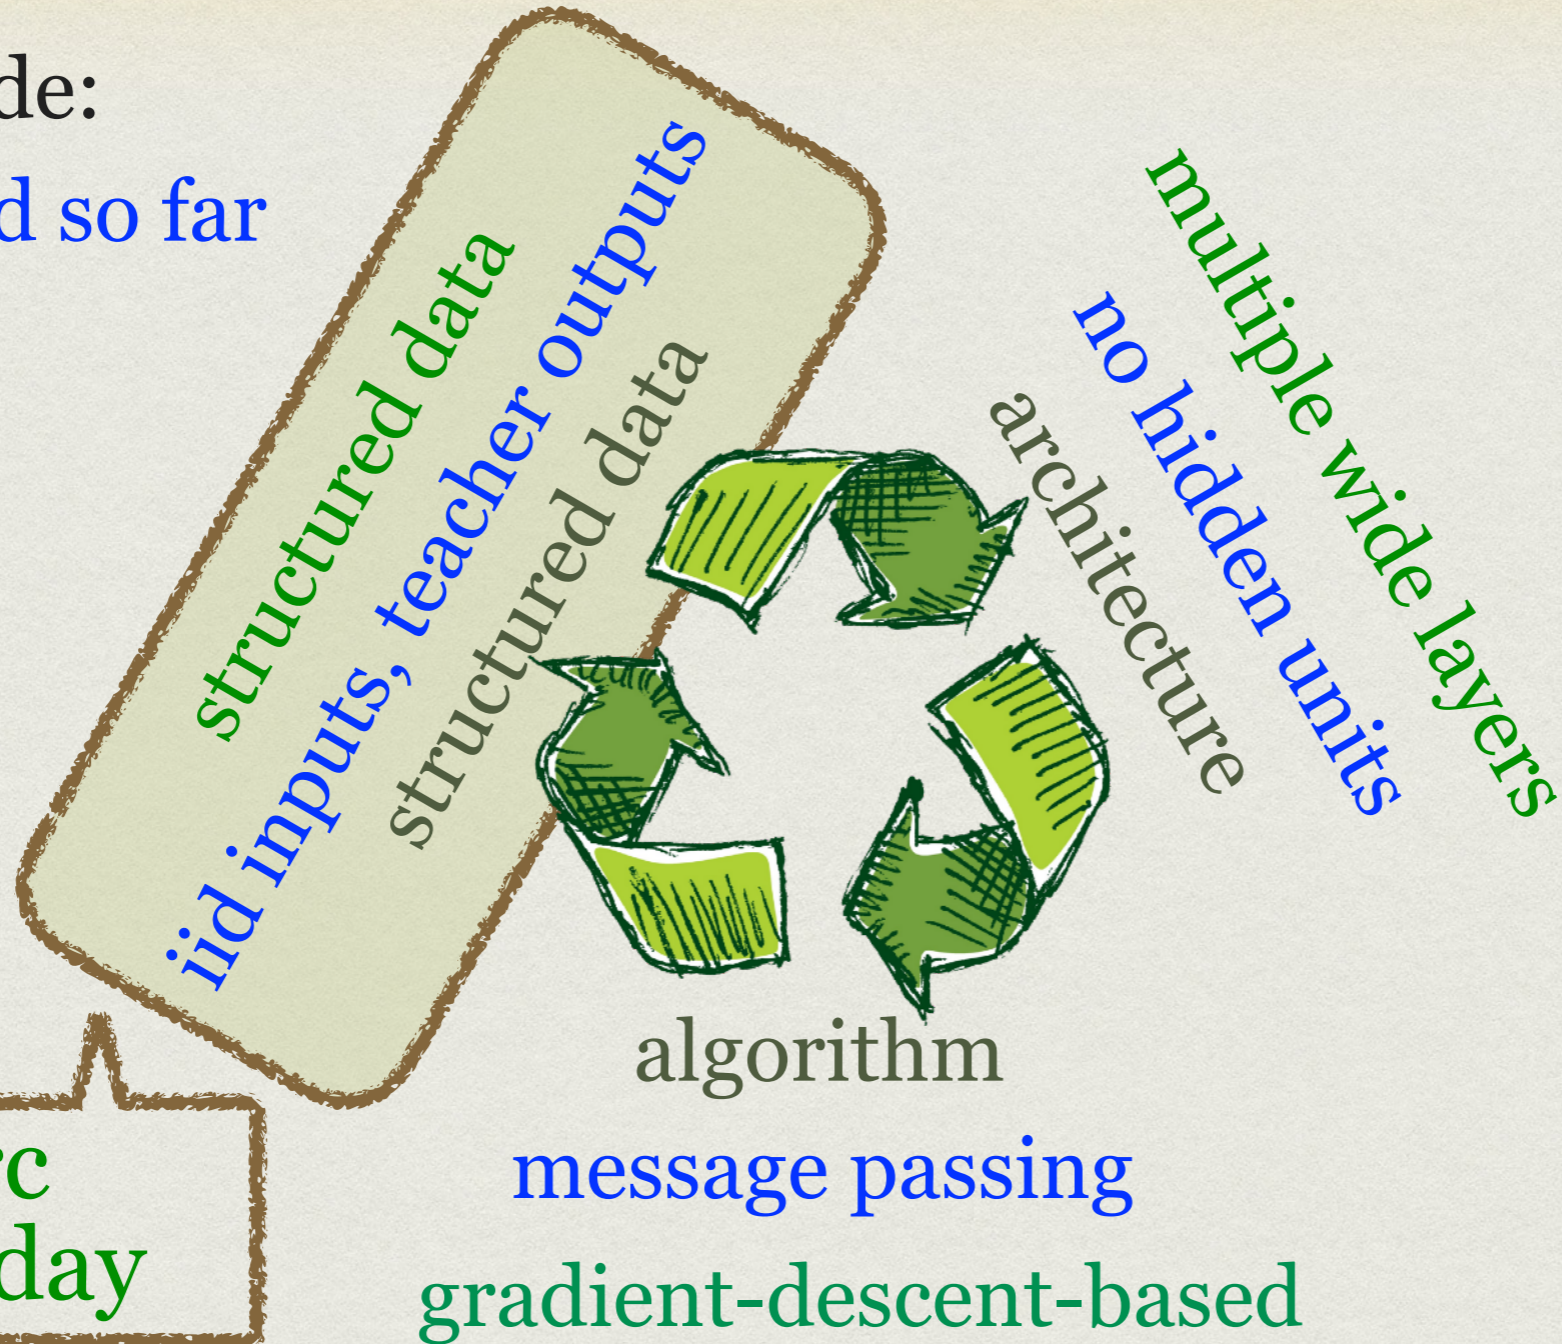 de:
d so far
structured data
iid inputs, teacher outputs
structured data
architecture
no hidden units
multiple wide layers
algorithm
message passing
gradient-descent-based
rc
day